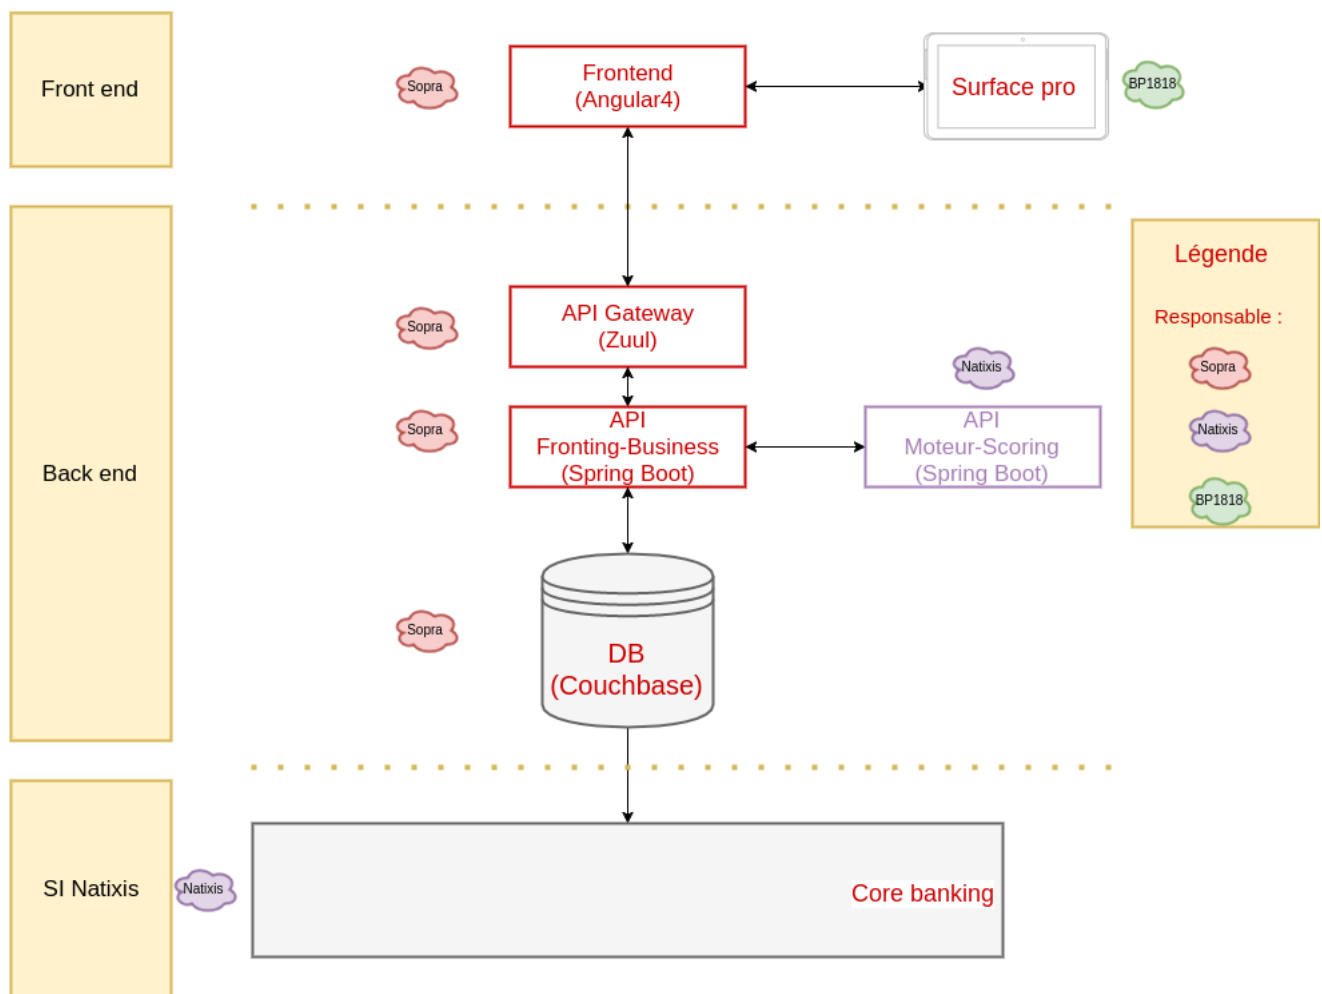 Front end
Sopra
Frontend
(Angular4)
Surface pro
BP1818
Back end
Sopra
API Gateway
(Zuul)
Sopra
API
Fronting-Business
(Spring Boot)
Natixis
API
Moteur-Scoring
(Spring Boot)
Légende
Responsable :
Sopra
Natixis
BP1818
Sopra
DB
(Couchbase)
SI Natixis
Natixis
Core banking